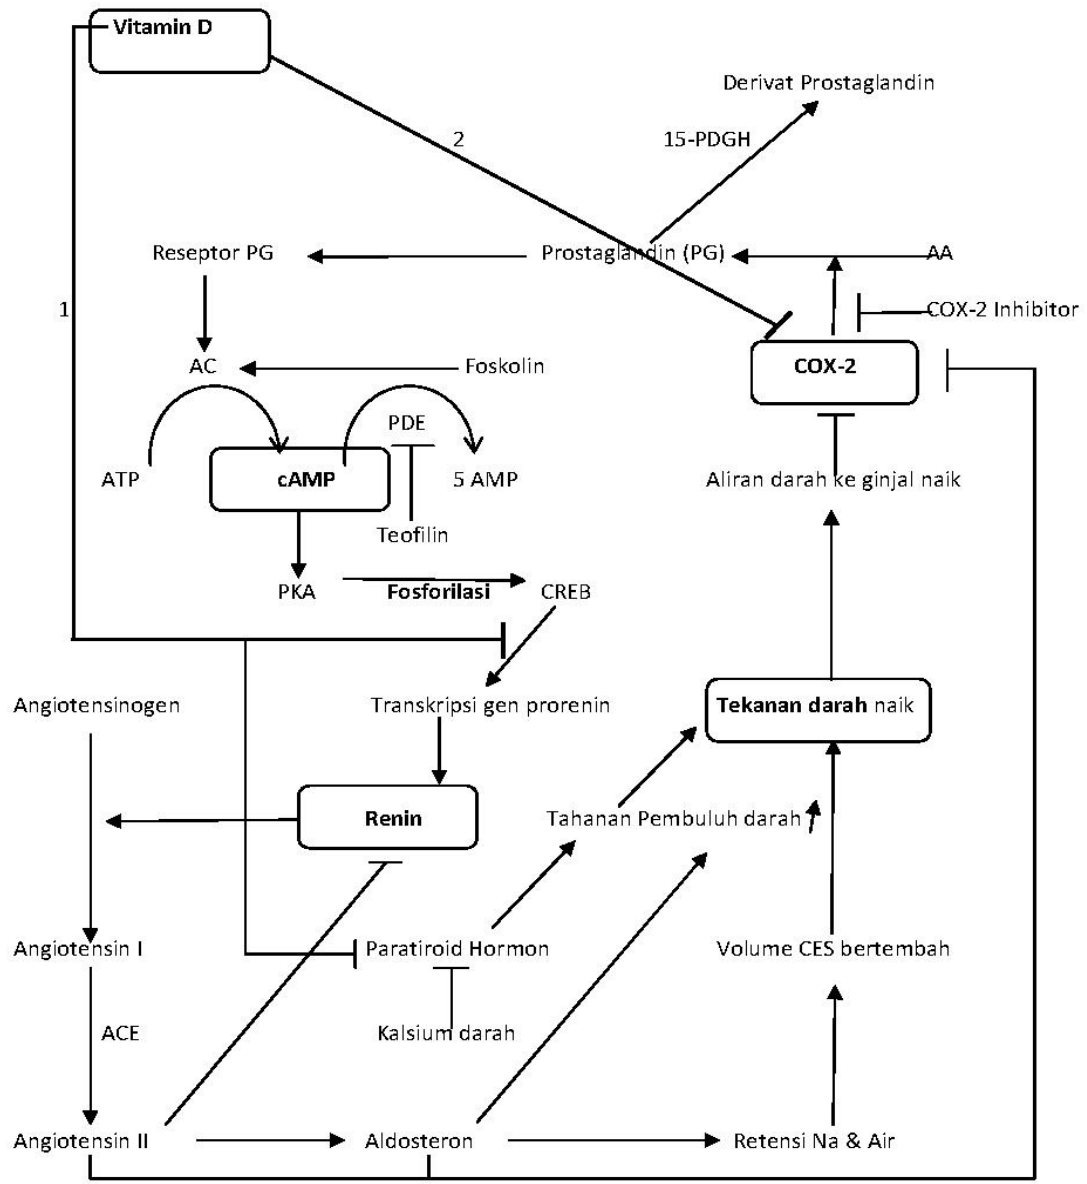 Vitamin D
Derivat Prostaglandin
2
15-PDGH
Reseptor PG
Prostaglandin (PG)
AA
1
COX-2 Inhibitor
AC
Foskolin
COX-2
PDE
ATP
cAMP
5 AMP
Aliran darah ke ginjal naik
Teofilin
PKA
Fosforilasi
CREB
Angiotensinogen
Transkripsi gen prorenin
Tekanan darah naik
Renin
Tahanan Pembuluh darah
Angiotensin I
Paratiroid Hormon
Volume CES bertembah
ACE
Kalsium darah
Angiotensin II
Aldosteron
Retensi Na & Air